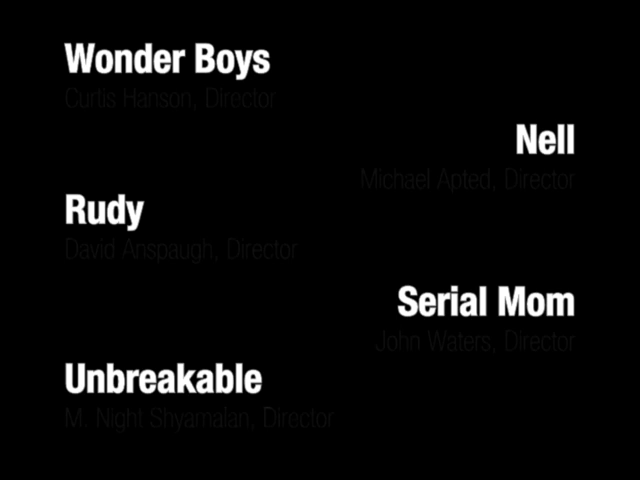 Wonder Boys
Curtis Hanson, Director
Nell
Michael Apted, Director
Rudy
David Anspaugh, Director
Serial Mom
John Waters, Director
Unbreakable
M. Night Shyamalan, Director